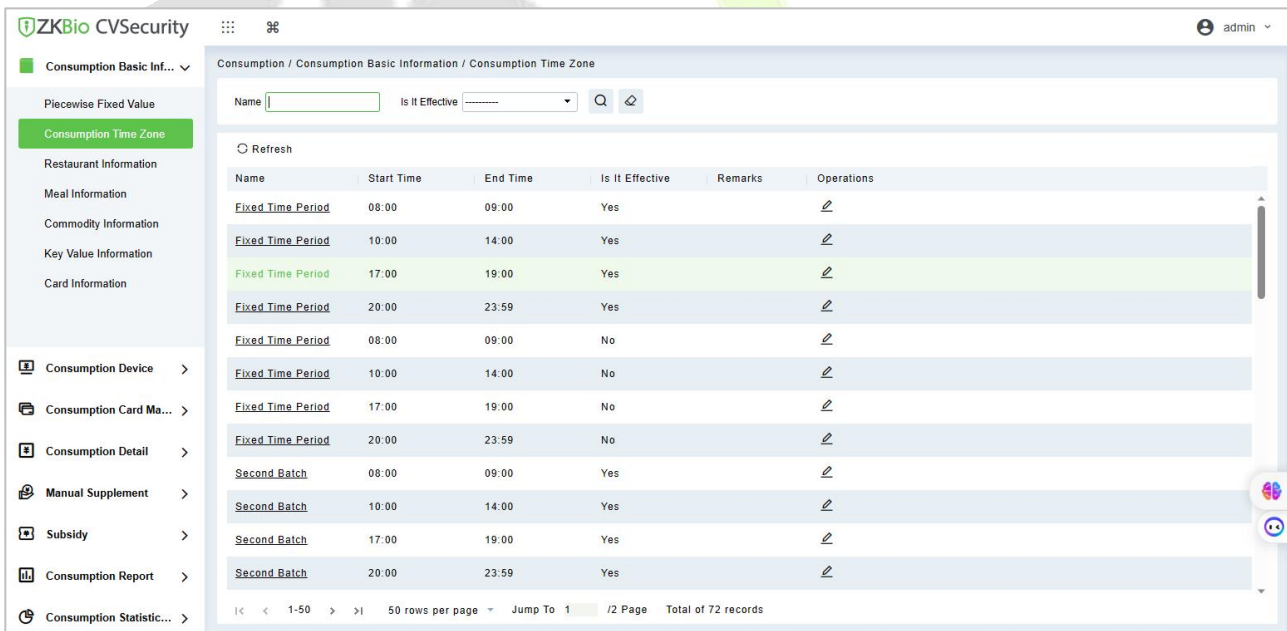 ZKBio CVSecurity
admin
Consumption Basic Inf...
Piecewise Fixed Value
Consumption Time Zone
Restaurant Information
Meal Information
Commodity Information
Key Value Information
Card Information
Consumption Device
Consumption Card Ma...
Consumption Detail
Manual Supplement
Subsidy
Consumption Report
Consumption Statistic...
Consumption / Consumption Basic Information / Consumption Time Zone
Name Is It Effective ----------
Refresh
Name Start Time End Time Is It Effective Remarks Operations
Fixed Time Period 08:00 09:00 Yes
Fixed Time Period 10:00 14:00 Yes
Fixed Time Period 17:00 19:00 Yes
Fixed Time Period 20:00 23:59 Yes
Fixed Time Period 08:00 09:00 No
Fixed Time Period 10:00 14:00 No
Fixed Time Period 17:00 19:00 No
Fixed Time Period 20:00 23:59 No
Second Batch 08:00 09:00 Yes
Second Batch 10:00 14:00 Yes
Second Batch 17:00 19:00 Yes
Second Batch 20:00 23:59 Yes
1-50 50 rows per page Jump To 1 /2 Page Total of 72 records